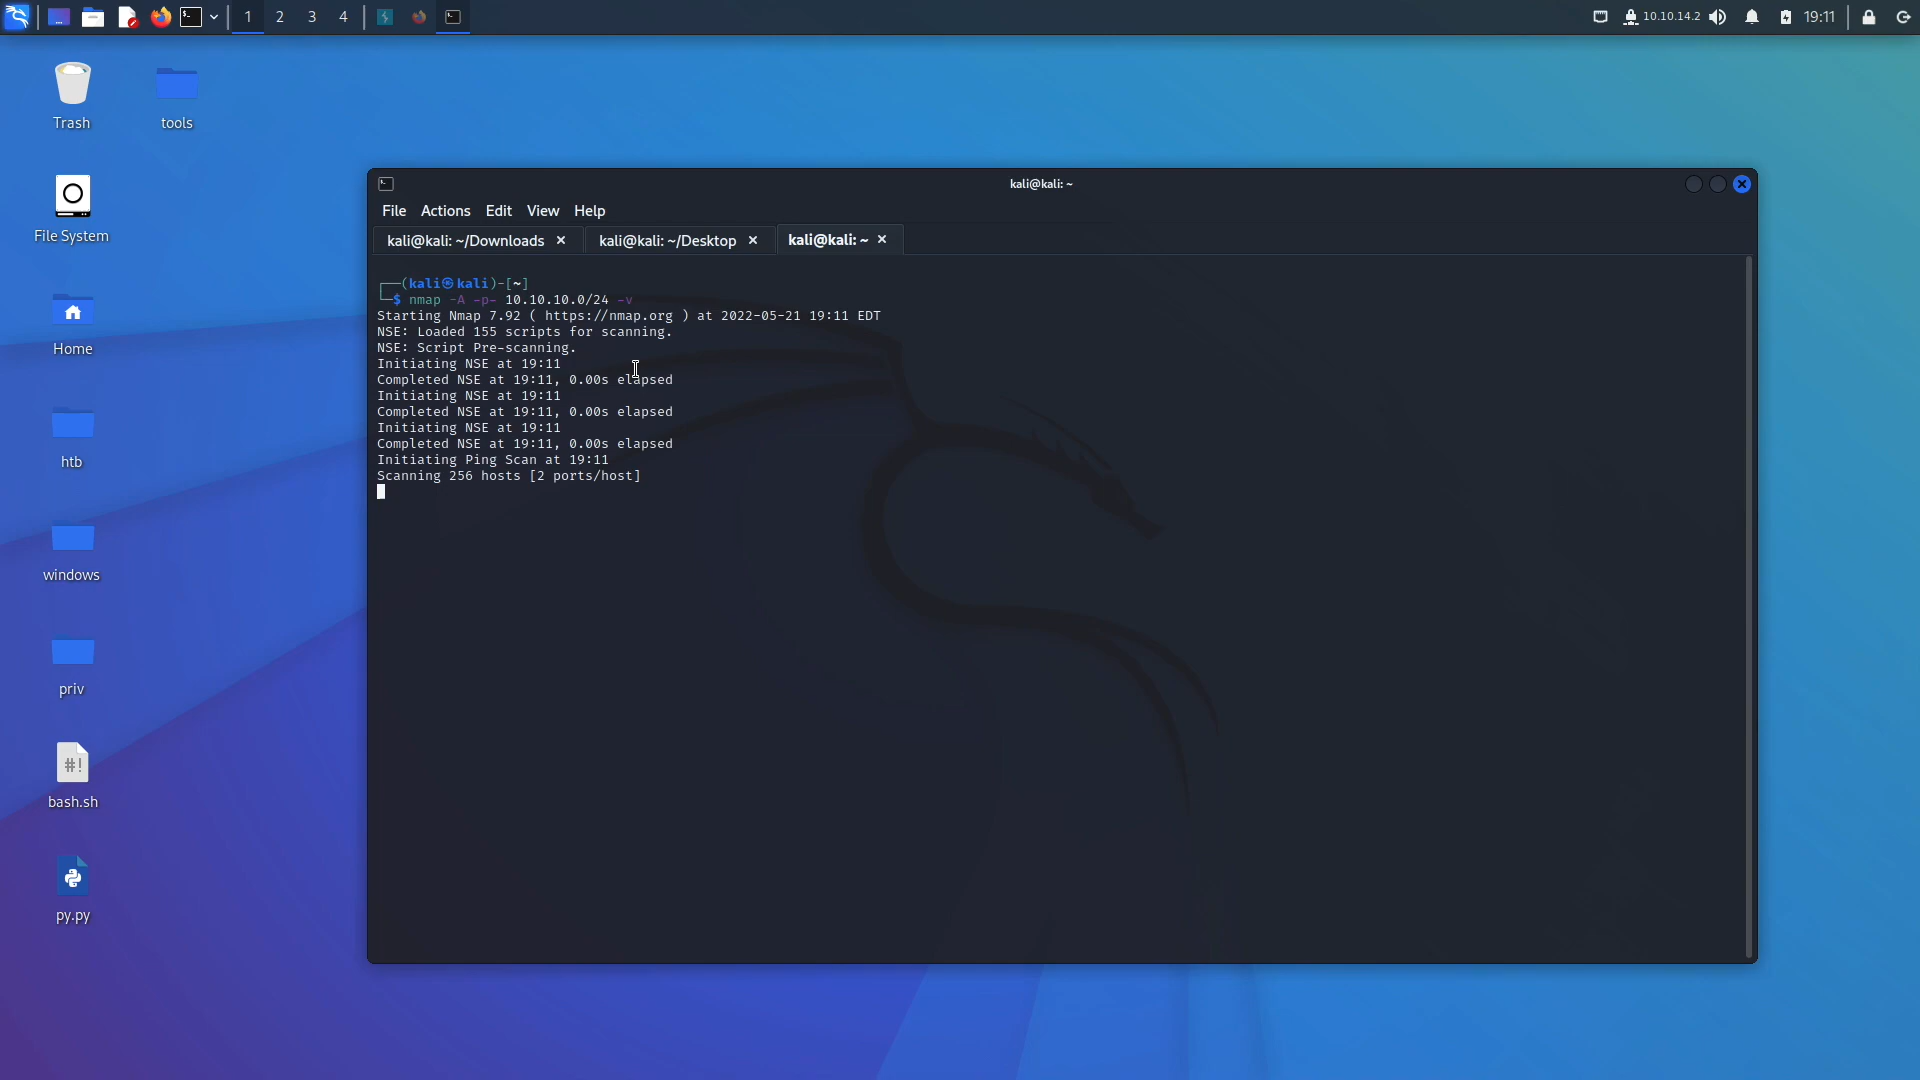 1 2 3 4 10.10.14.2 19:11
Trash
tools
File System
Home
htb
windows
priv
#!
bash.sh
py.py
kali@kali: ~
File Actions Edit View Help
kali@kali: ~/Downloads × kali@kali: ~/Desktop × kali@kali: ~ ×
┌──(kali㉿kali)-[~]
└─$ nmap -A -p- 10.10.10.0/24 -v
Starting Nmap 7.92 ( https://nmap.org ) at 2022-05-21 19:11 EDT
NSE: Loaded 155 scripts for scanning.
NSE: Script Pre-scanning.
Initiating NSE at 19:11
Completed NSE at 19:11, 0.00s elapsed
Initiating NSE at 19:11
Completed NSE at 19:11, 0.00s elapsed
Initiating NSE at 19:11
Completed NSE at 19:11, 0.00s elapsed
Initiating Ping Scan at 19:11
Scanning 256 hosts [2 ports/host]